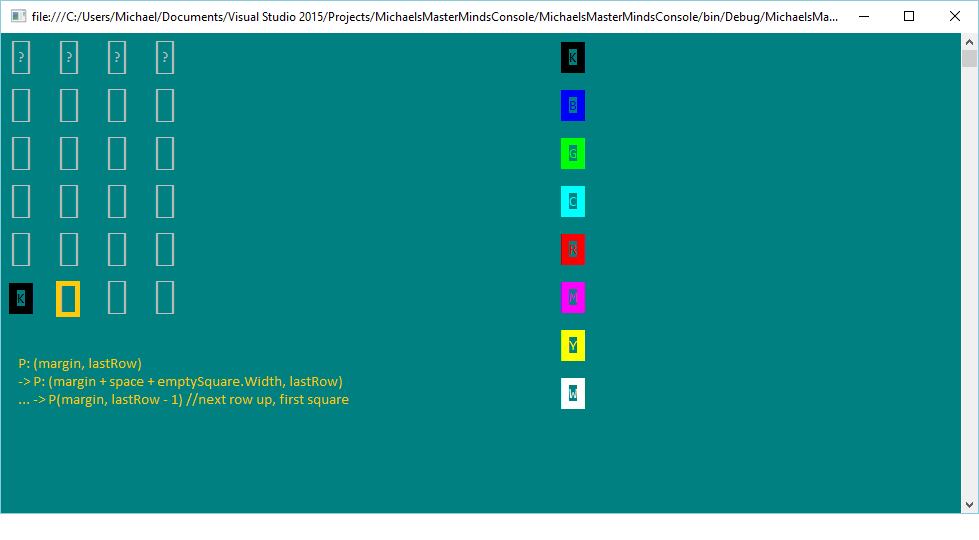 file:///C:/Users/Michael/Documents/Visual Studio 2015/Projects/MichaelsMasterMindsConsole/MichaelsMasterMindsConsole/bin/Debug/MichaelsMa...
? ? ? ? K
B
G
C
R
K M
Y
P: (margin, lastRow)
-> P: (margin + space + emptySquare.Width, lastRow)
... -> P(margin, lastRow - 1) //next row up, first square
W